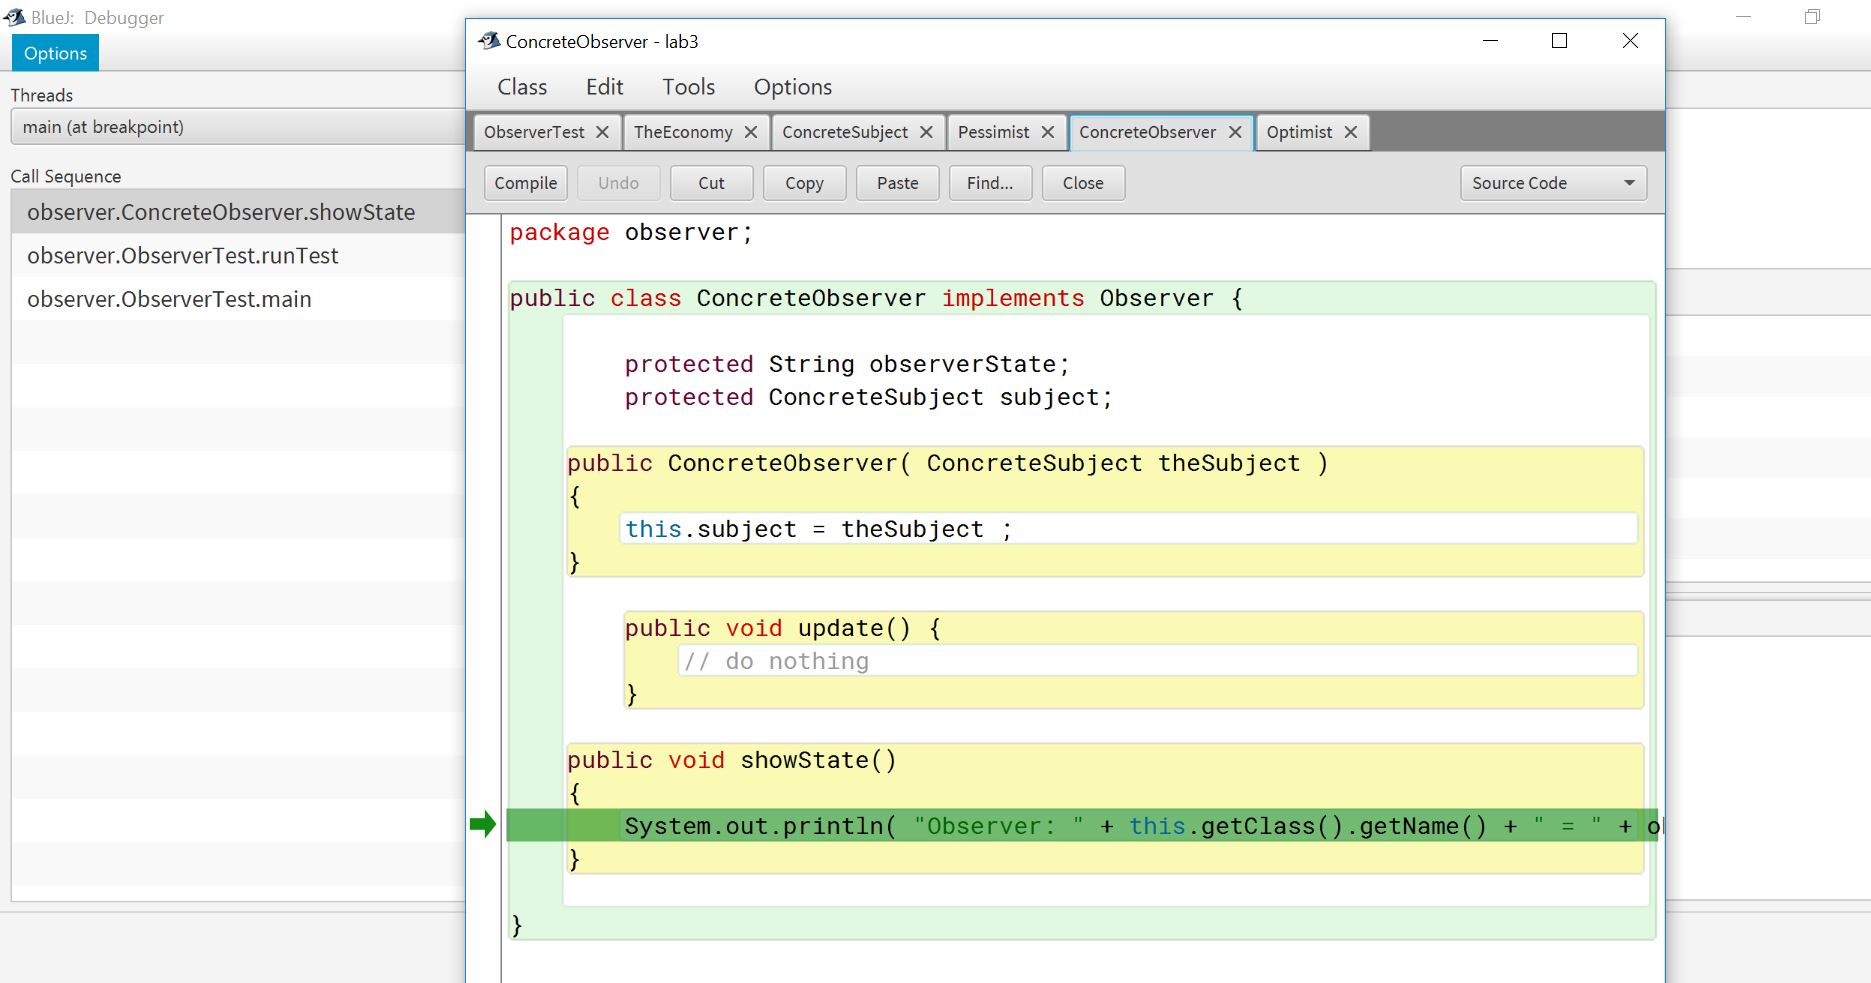 BlueJ: Debugger
Options
Threads
main (at breakpoint)
Call Sequence
observer.ConcreteObserver.showState
observer.ObserverTest.runTest
observer.ObserverTest.main
ConcreteObserver - lab3
Class Edit Tools Options
ObserverTest TheEconomy ConcreteSubject Pessimist ConcreteObserver Optimist
Compile Undo Cut Copy Paste Find... Close Source Code
package observer;
public class ConcreteObserver implements Observer {
protected String observerState;
protected ConcreteSubject subject;
public ConcreteObserver( ConcreteSubject theSubject )
{
this.subject = theSubject ;
}
public void update() {
// do nothing
}
public void showState()
{
System.out.println( "Observer: " + this.getClass().getName() + " = " +
}
}